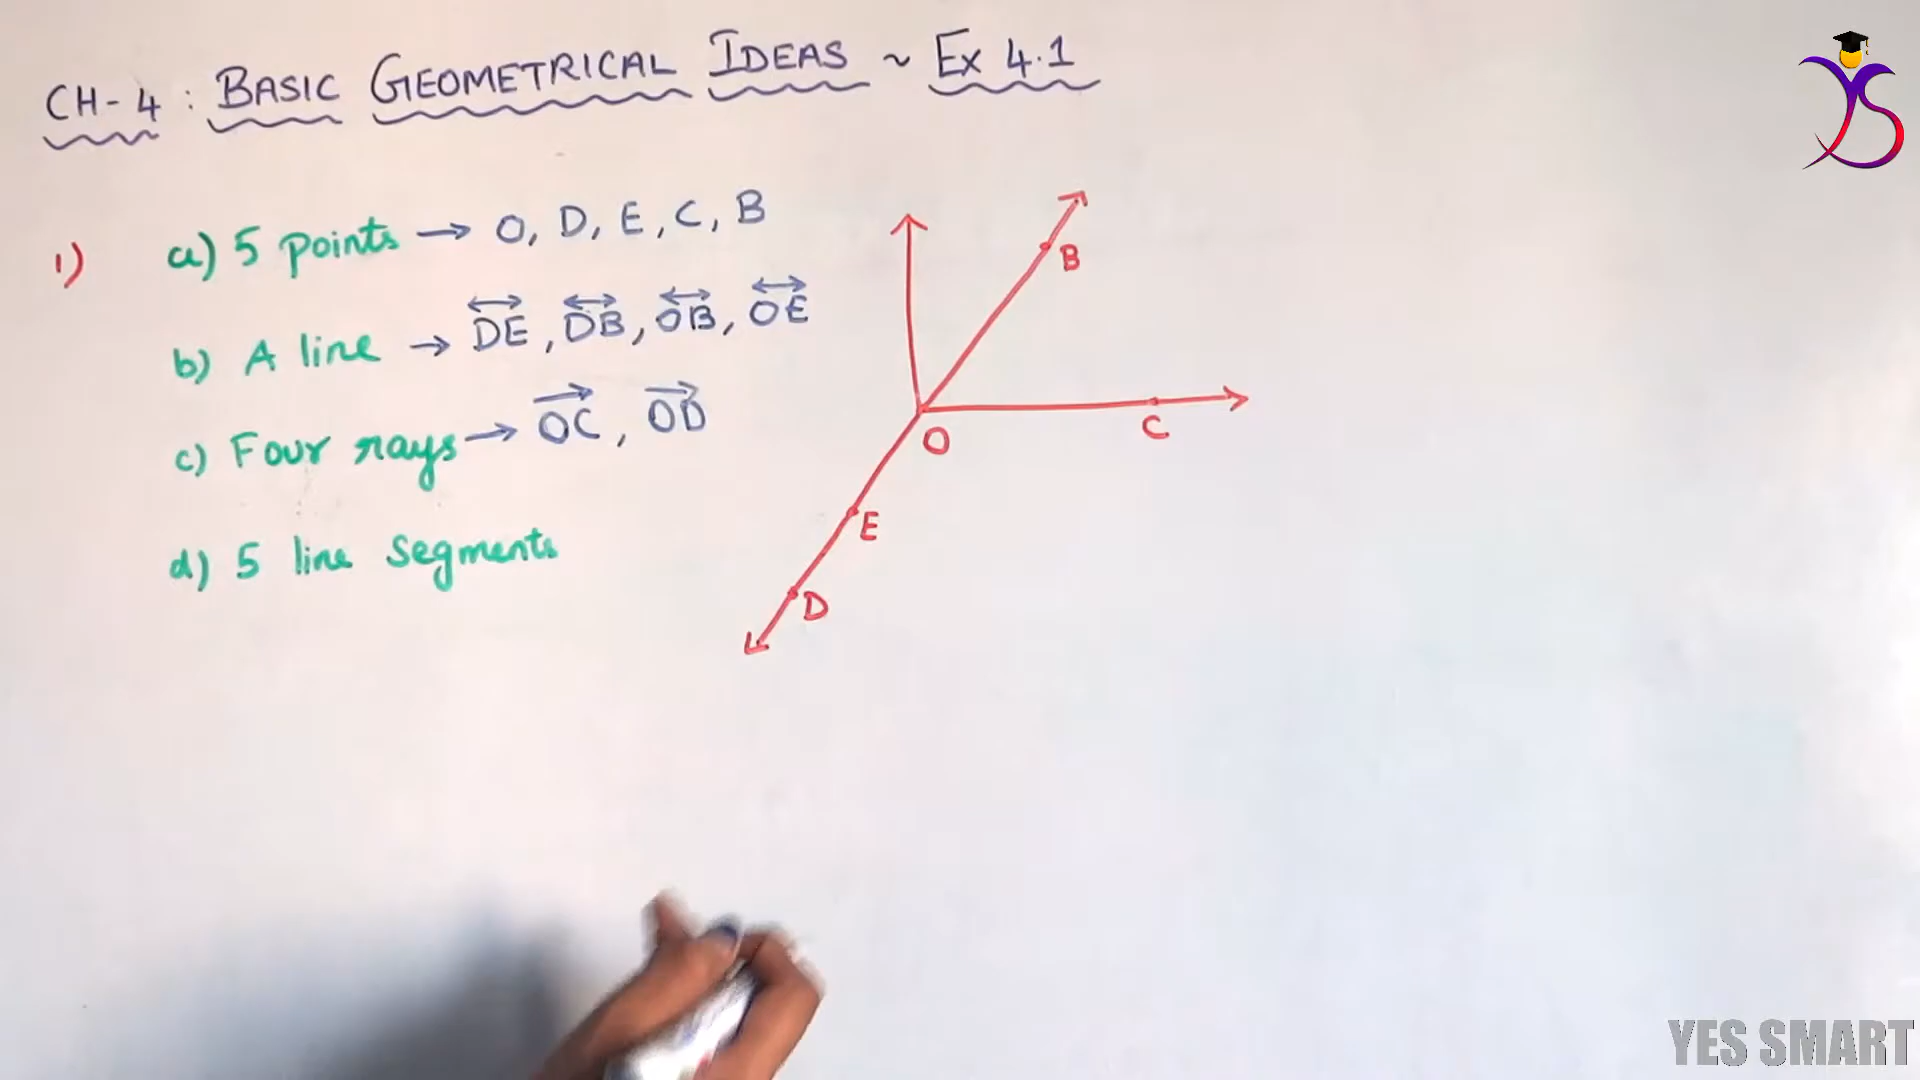 CH-4 : BASIC GEOMETRICAL IDEAS ~ Ex 4.1
1) a) 5 points → O, D, E, C, B
b) A line → DE, DB, OB, OE
c) Four rays → OC, OD
d) 5 line segments
B
O
C
E
D
YS
YES SMART